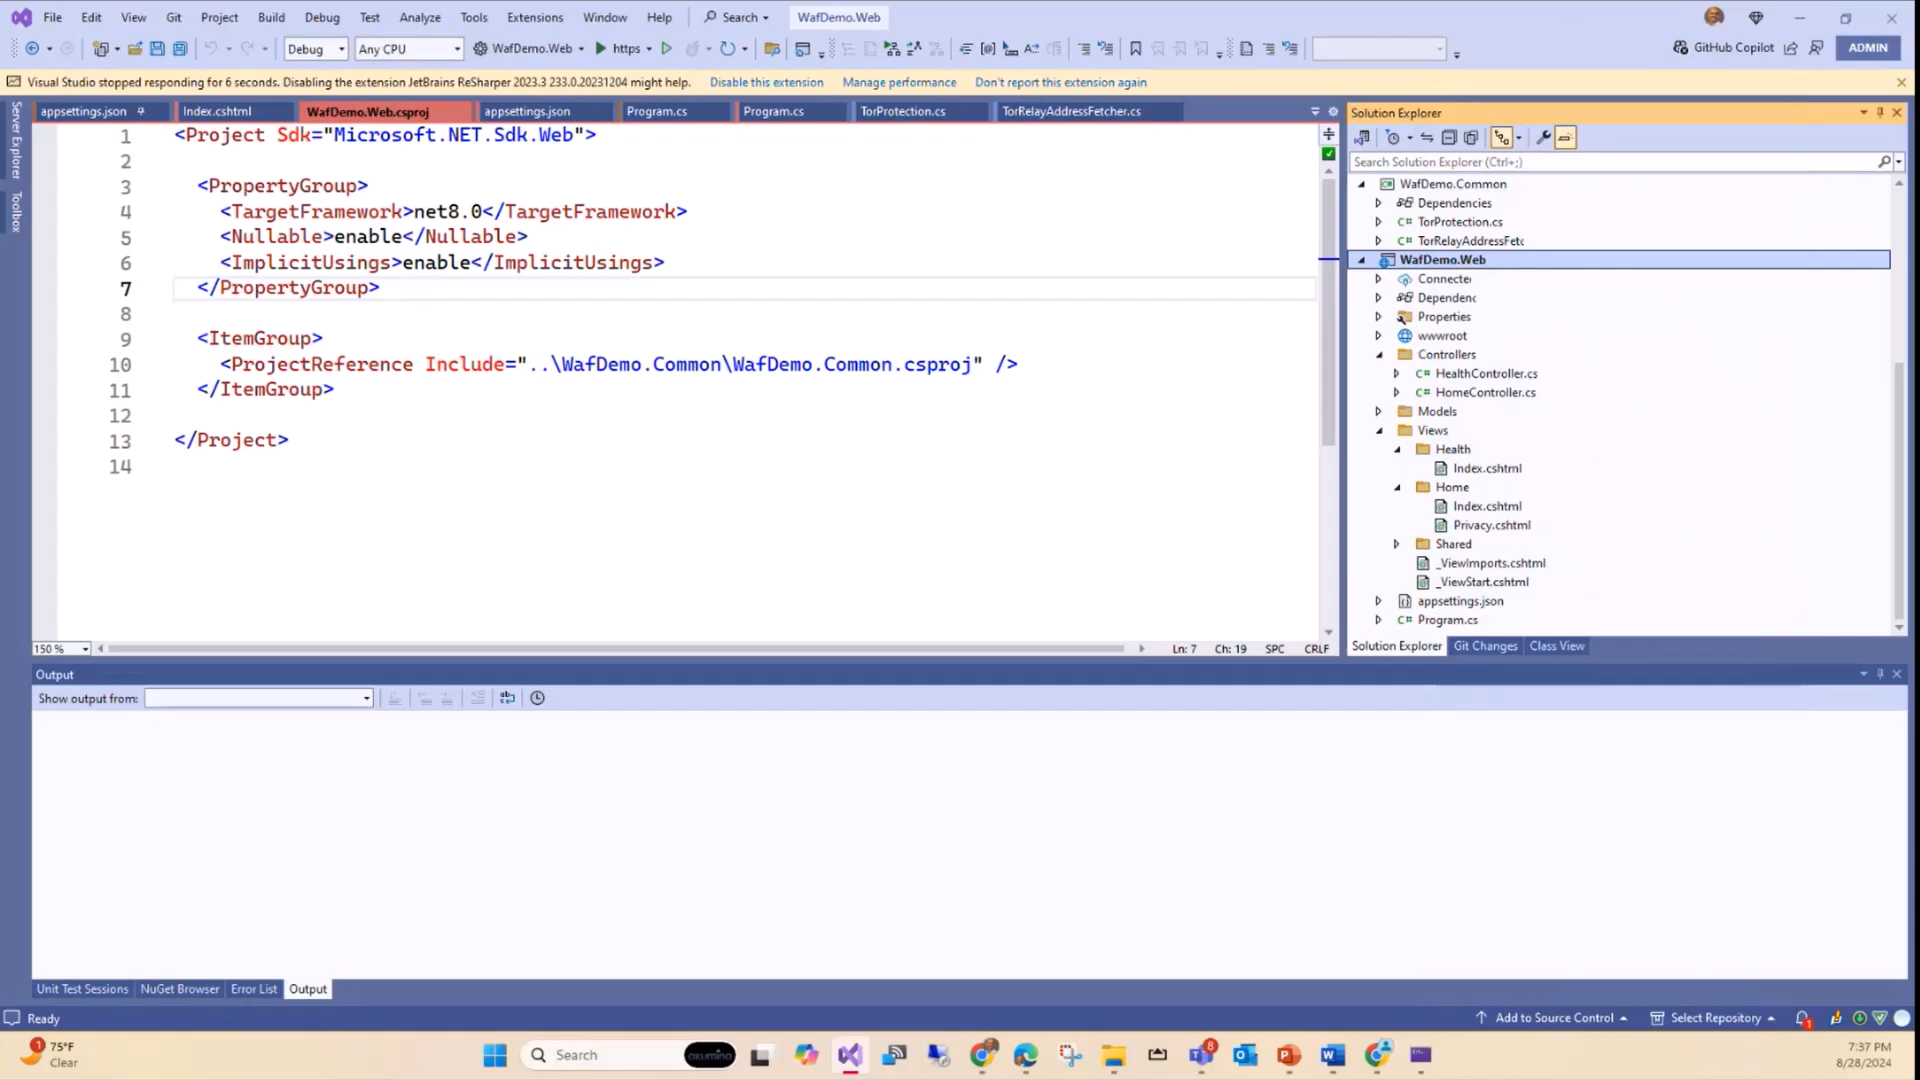 File Edit View Git Project Build Debug Test Analyze Tools Extensions Window Help Search WafDemo.Web
Debug Any CPU WafDemo.Web https GitHub Copilot ADMIN
Visual Studio stopped responding for 6 seconds. Disabling the extension JetBrains ReSharper 2023.3 233.0.20231204 might help. Disable this extension Manage performance Don't report this extension again
Server Explorer
Toolbox
appsettings.json Index.cshtml WafDemo.Web.csproj appsettings.json Program.cs Program.cs TorProtection.cs TorRelayAddressFetcher.cs
1 <Project Sdk="Microsoft.NET.Sdk.Web">
2
3 <PropertyGroup>
4 <TargetFramework>net8.0</TargetFramework>
5 <Nullable>enable</Nullable>
6 <ImplicitUsings>enable</ImplicitUsings>
7 </PropertyGroup>
8
9 <ItemGroup>
10 <ProjectReference Include="..\WafDemo.Common\WafDemo.Common.csproj" />
11 </ItemGroup>
12
13 </Project>
14
150 % Ln: 7 Ch: 19 SPC CRLF
Solution Explorer
Search Solution Explorer (Ctrl+;)
WafDemo.Common
Dependencies
TorProtection.cs
TorRelayAddressFetc
WafDemo.Web
Connecte
Dependenc
Properties
wwwroot
Controllers
HealthController.cs
HomeController.cs
Models
Views
Health
Index.cshtml
Home
Index.cshtml
Privacy.cshtml
Shared
_ViewImports.cshtml
_ViewStart.cshtml
appsettings.json
Program.cs
Solution Explorer Git Changes Class View
Output
Show output from:
Unit Test Sessions NuGet Browser Error List Output
Ready Add to Source Control Select Repository 1
1 75°F
Clear
Search
8
7:37 PM
8/28/2024